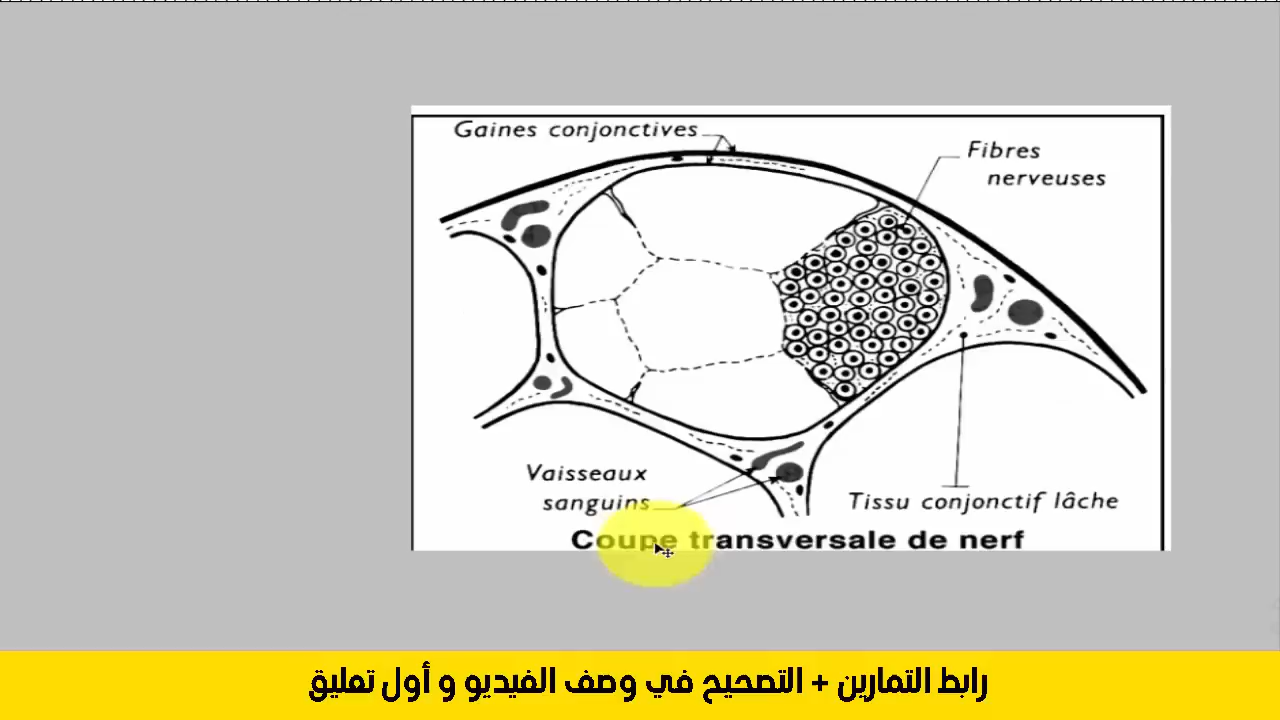 Gaines conjonctives
Fibres
nerveuses
Vaisseaux
sanguins
Tissu conjonctif lâche
Coupe transversale de nerf
رابط التمارين + التصحيح في وصف الفيديو و أول تعليق